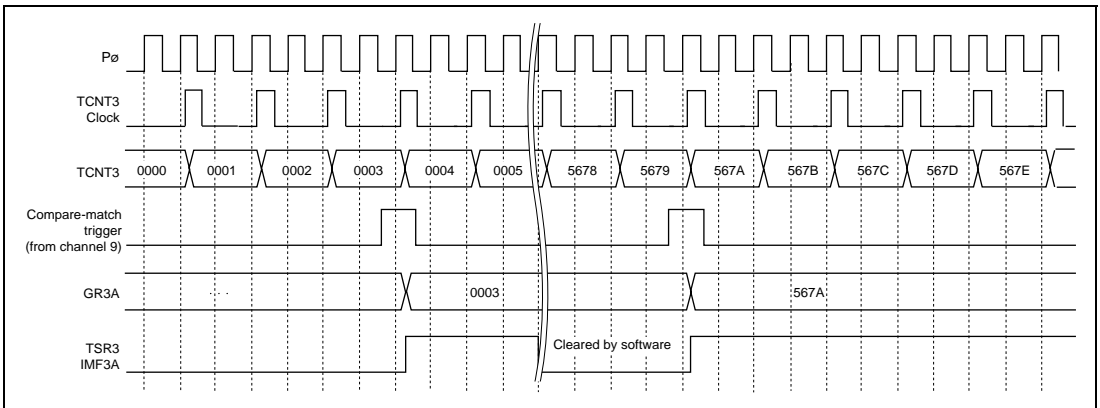 Pø
TCNT3
Clock
TCNT3
0000 0001 0002 0003 0004 0005 5678 5679 567A 567B 567C 567D 567E
Compare-match
trigger
(from channel 9)
GR3A
.... 0003 567A
TSR3
IMF3A
Cleared by software